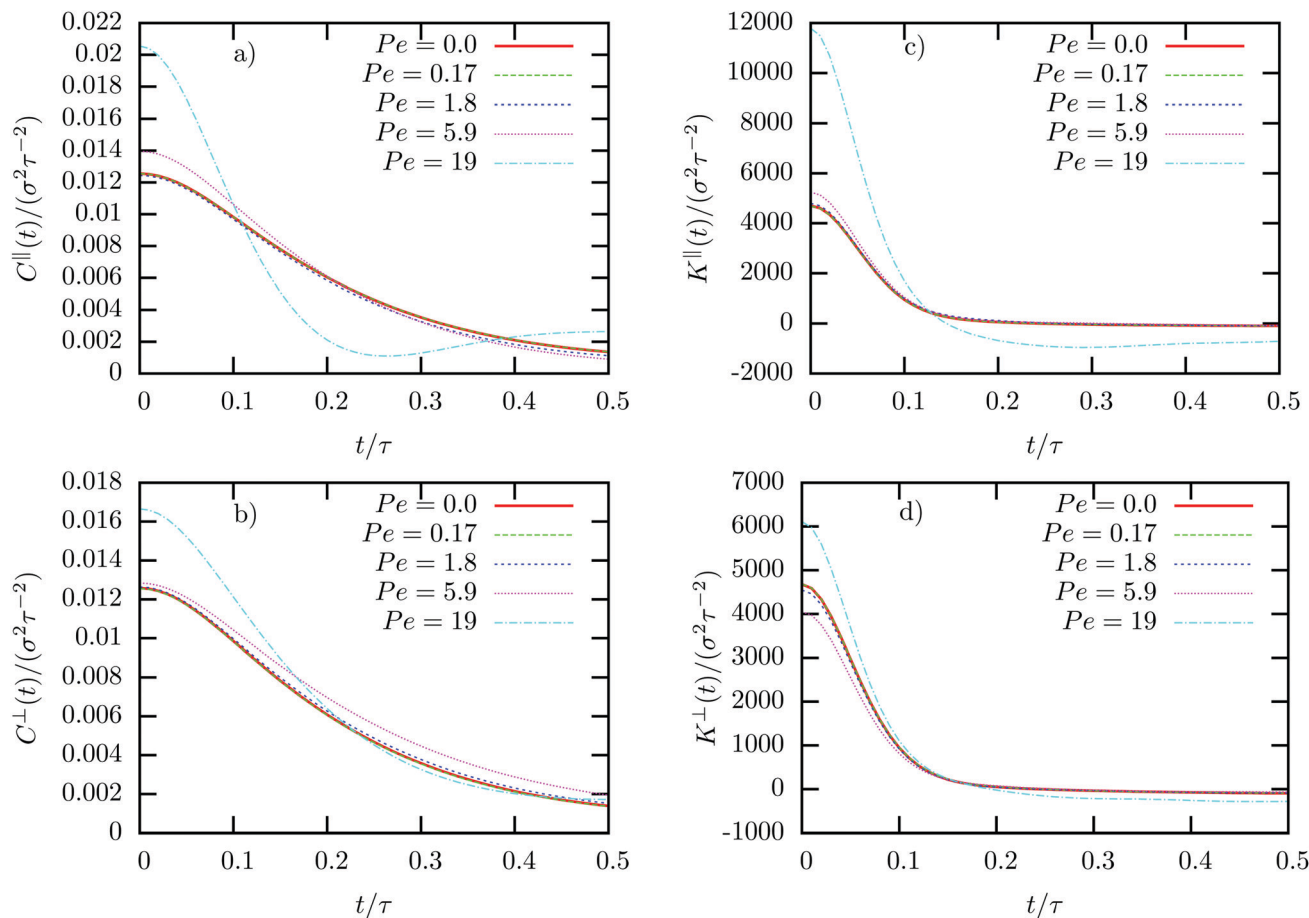 a)
C^∥(t)/(σ²τ⁻²)
0.022
0.02
0.018
0.016
0.014
0.012
0.01
0.008
0.006
0.004
0.002
0
Pe = 0.0
Pe = 0.17
Pe = 1.8
Pe = 5.9
Pe = 19
0 0.1 0.2 0.3 0.4 0.5
t/τ
c)
K^∥(t)/(σ²τ⁻²)
12000
10000
8000
6000
4000
2000
0
-2000
Pe = 0.0
Pe = 0.17
Pe = 1.8
Pe = 5.9
Pe = 19
0 0.1 0.2 0.3 0.4 0.5
t/τ
b)
C^⊥(t)/(σ²τ⁻²)
0.018
0.016
0.014
0.012
0.01
0.008
0.006
0.004
0.002
0
Pe = 0.0
Pe = 0.17
Pe = 1.8
Pe = 5.9
Pe = 19
0 0.1 0.2 0.3 0.4 0.5
t/τ
d)
K^⊥(t)/(σ²τ⁻²)
7000
6000
5000
4000
3000
2000
1000
0
-1000
Pe = 0.0
Pe = 0.17
Pe = 1.8
Pe = 5.9
Pe = 19
0 0.1 0.2 0.3 0.4 0.5
t/τ